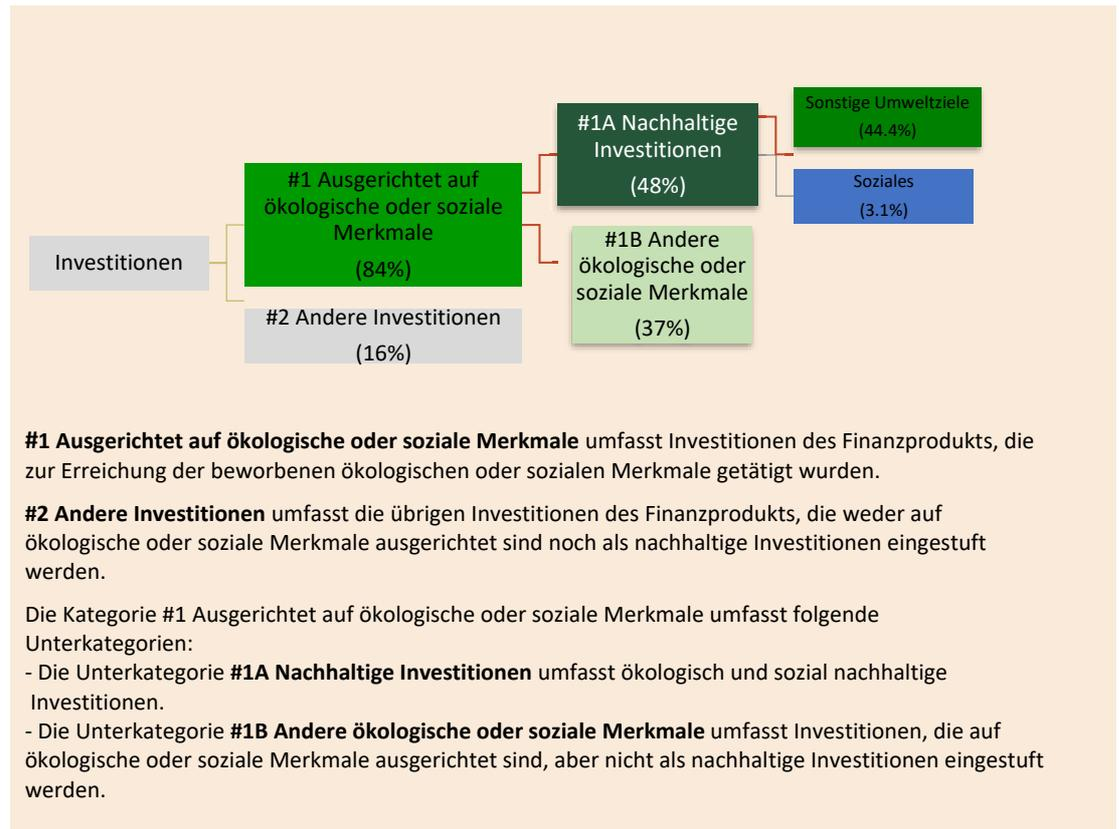 Sonstige Umweltziele
(44.4%)
#1A Nachhaltige
Investitionen
(48%)
Soziales
(3.1%)
#1 Ausgerichtet auf
ökologische oder soziale
Merkmale
(84%)
#1B Andere
ökologische oder
soziale Merkmale
(37%)
Investitionen
#2 Andere Investitionen
(16%)
#1 Ausgerichtet auf ökologische oder soziale Merkmale umfasst Investitionen des Finanzprodukts, die
zur Erreichung der beworbenen ökologischen oder sozialen Merkmale getätigt wurden.
#2 Andere Investitionen umfasst die übrigen Investitionen des Finanzprodukts, die weder auf
ökologische oder soziale Merkmale ausgerichtet sind noch als nachhaltige Investitionen eingestuft
werden.
Die Kategorie #1 Ausgerichtet auf ökologische oder soziale Merkmale umfasst folgende
Unterkategorien:
- Die Unterkategorie #1A Nachhaltige Investitionen umfasst ökologisch und sozial nachhaltige
Investitionen.
- Die Unterkategorie #1B Andere ökologische oder soziale Merkmale umfasst Investitionen, die auf
ökologische oder soziale Merkmale ausgerichtet sind, aber nicht als nachhaltige Investitionen eingestuft
werden.